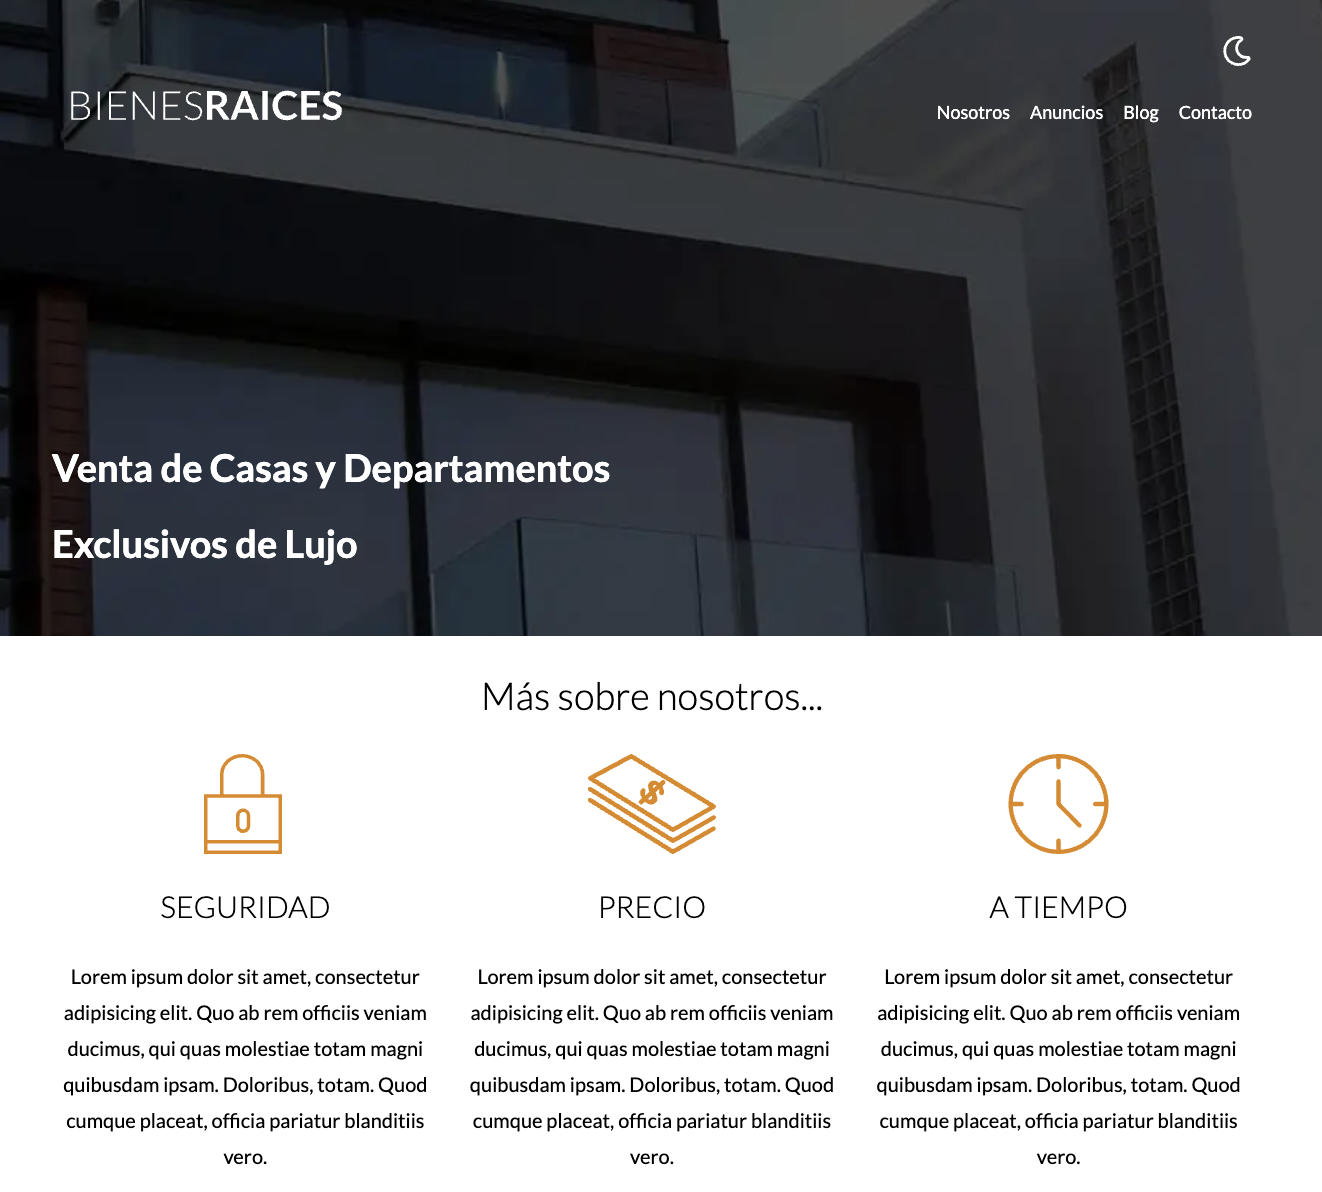 BIENESRAICES
Nosotros Anuncios Blog Contacto
Venta de Casas y Departamentos
Exclusivos de Lujo
Más sobre nosotros...
$
SEGURIDAD
Lorem ipsum dolor sit amet, consectetur
adipisicing elit. Quo ab rem officiis veniam
ducimus, qui quas molestiae totam magni
quibusdam ipsam. Doloribus, totam. Quod
cumque placeat, officia pariatur blanditiis
vero.
PRECIO
Lorem ipsum dolor sit amet, consectetur
adipisicing elit. Quo ab rem officiis veniam
ducimus, qui quas molestiae totam magni
quibusdam ipsam. Doloribus, totam. Quod
cumque placeat, officia pariatur blanditiis
vero.
A TIEMPO
Lorem ipsum dolor sit amet, consectetur
adipisicing elit. Quo ab rem officiis veniam
ducimus, qui quas molestiae totam magni
quibusdam ipsam. Doloribus, totam. Quod
cumque placeat, officia pariatur blanditiis
vero.